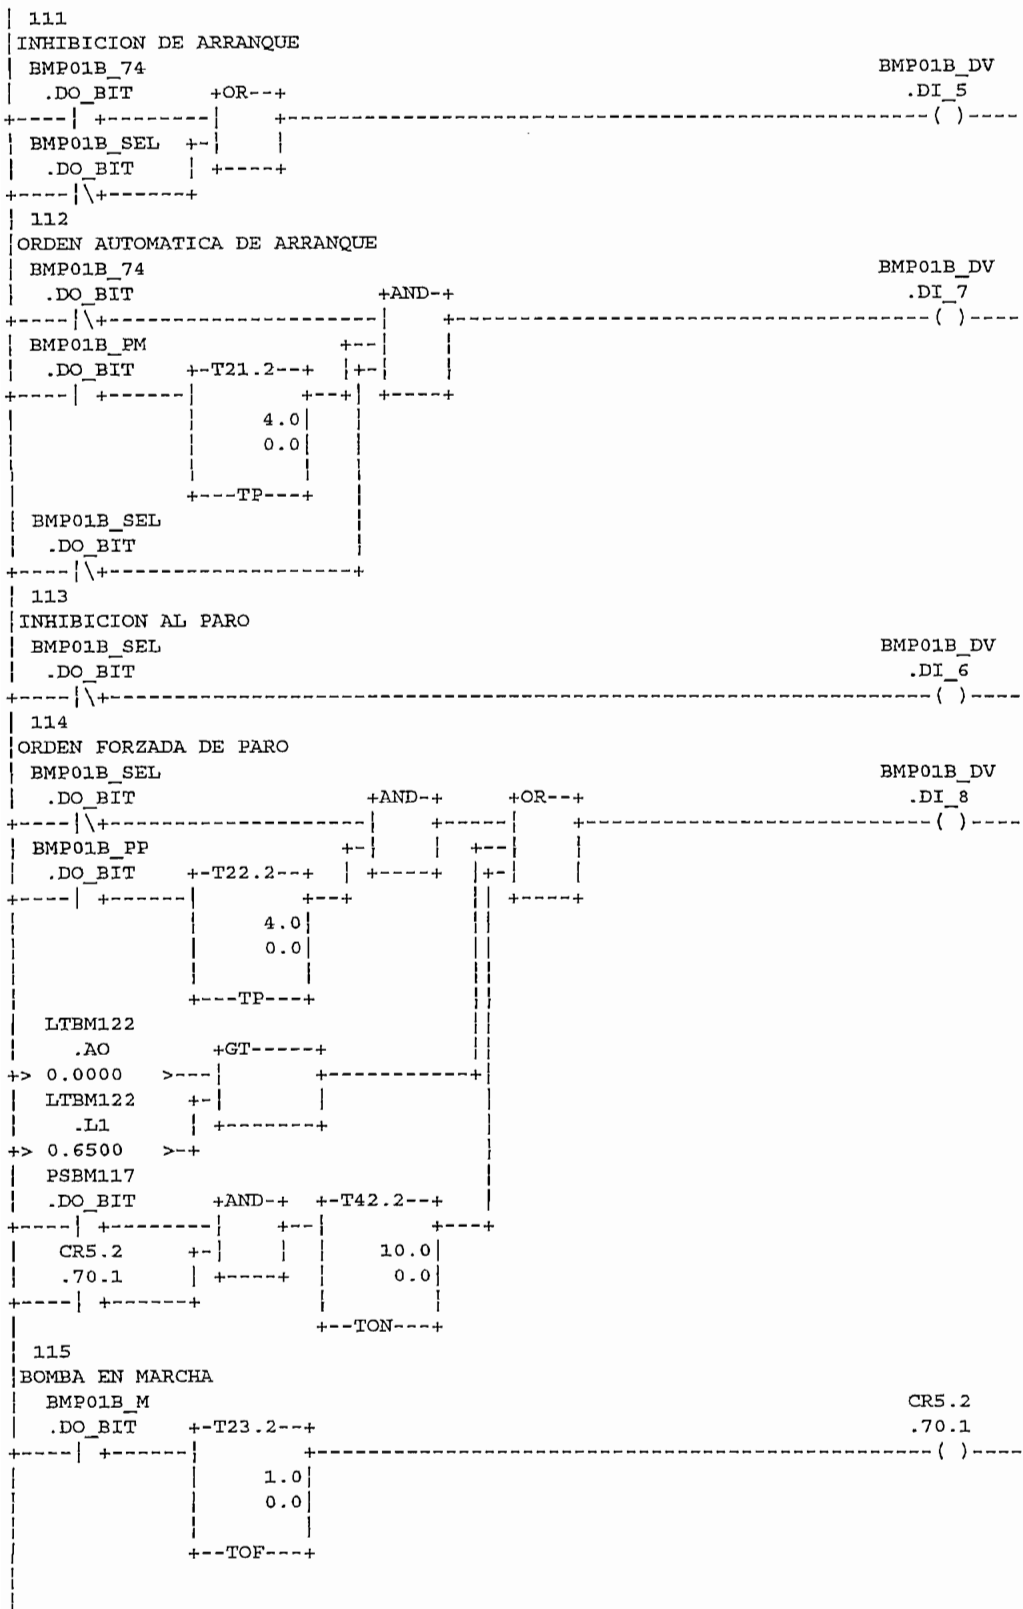 111
INHIBICION DE ARRANQUE
BMP01B_74 BMP01B_DV
.DO_BIT +OR--+ .DI_5
BMP01B_SEL
.DO_BIT
112
ORDEN AUTOMATICA DE ARRANQUE
BMP01B_74 BMP01B_DV
.DO_BIT +AND-+ .DI_7
BMP01B_PM
.DO_BIT +-T21.2--+
4.0
0.0
+---TP---+
BMP01B_SEL
.DO_BIT
113
INHIBICION AL PARO
BMP01B_SEL BMP01B_DV
.DO_BIT .DI_6
114
ORDEN FORZADA DE PARO
BMP01B_SEL BMP01B_DV
.DO_BIT +AND-+ +OR--+ .DI_8
BMP01B_PP
.DO_BIT +-T22.2--+
4.0
0.0
+---TP---+
LTBM122
.AO +GT-----+
+> 0.0000 >---
LTBM122
.L1
+> 0.6500 >-+
PSBM117
.DO_BIT +AND-+ +-T42.2--+
CR5.2 10.0
.70.1 0.0
+--TON---+
115
BOMBA EN MARCHA
BMP01B_M CR5.2
.DO_BIT +-T23.2--+ .70.1
1.0
0.0
+--TOF---+